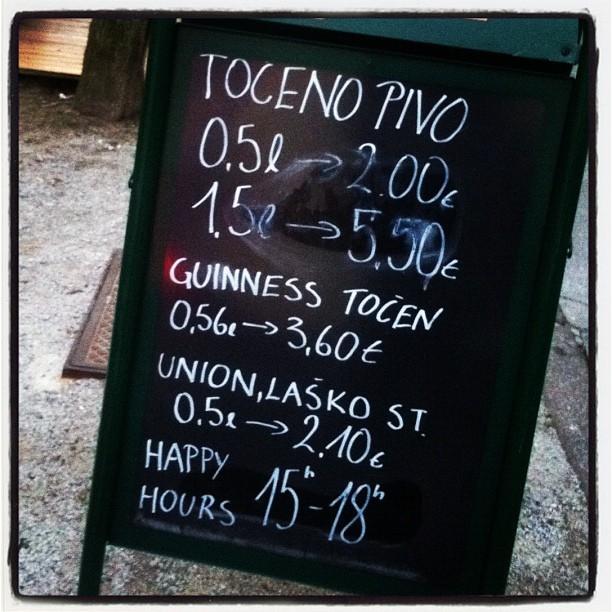 TOCENO PIVO
0,5l → 2.00€
1,5l → 5,50€
GUINNESS TOČEN
0,56l → 3,60€
UNION, LAŠKO ST.
0.5l → 2.10€
HAPPY
HOURS 15h - 18h